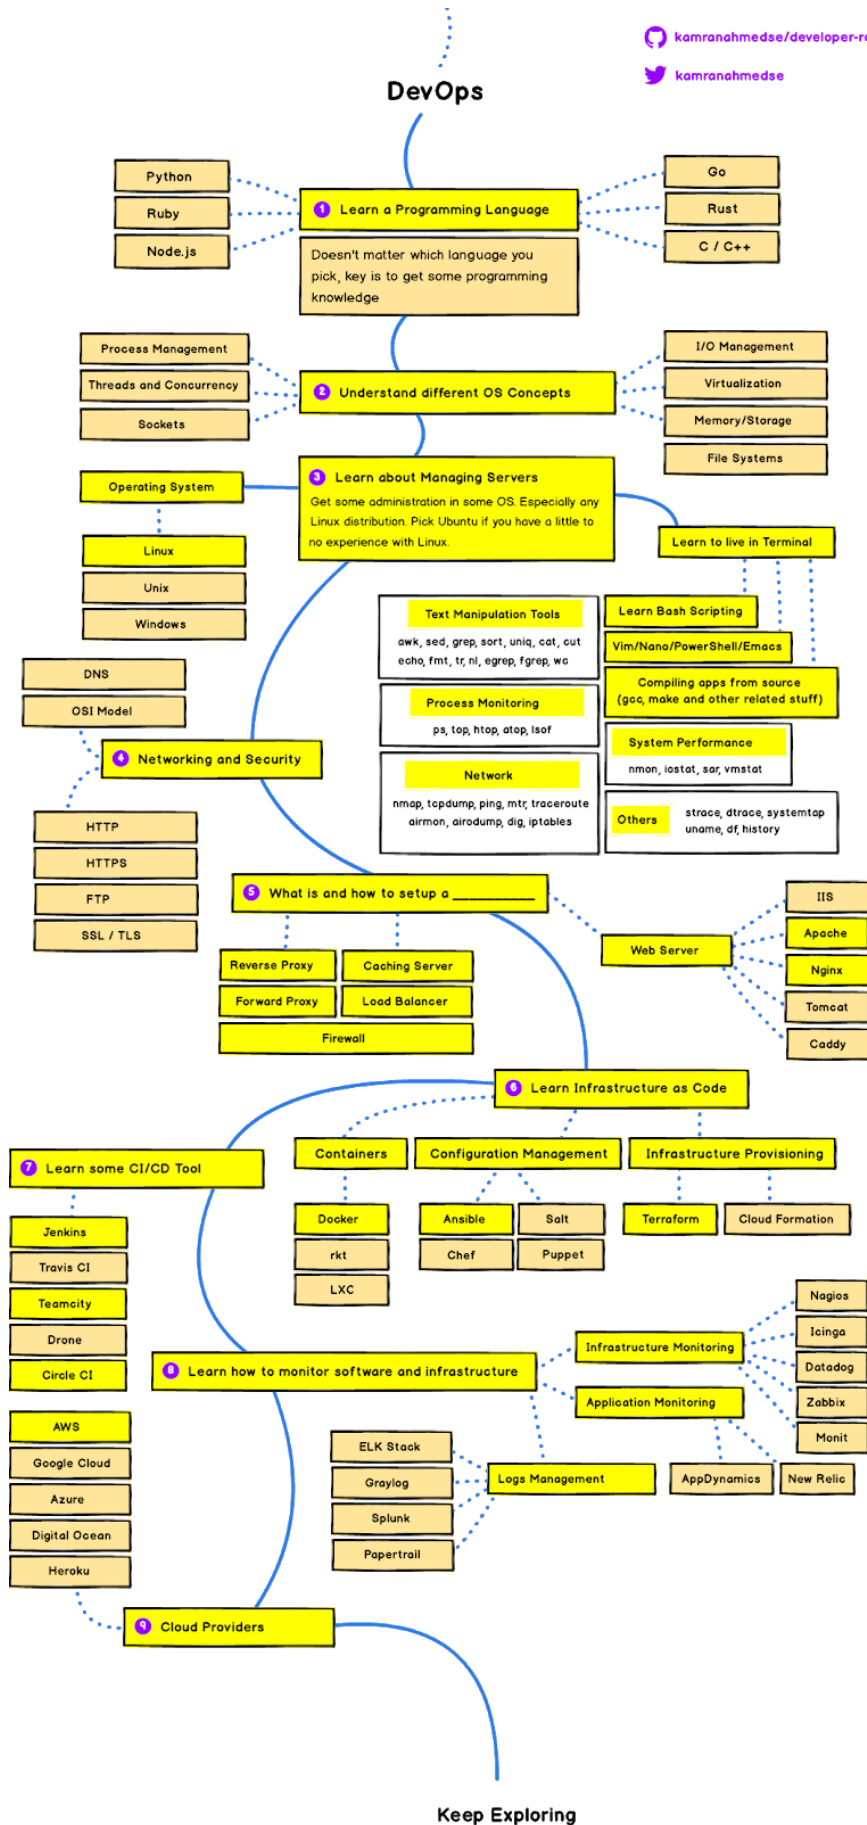 kamranahmedse/developer-ro
kamranahmedse
DevOps
Python
Ruby
Node.js
1 Learn a Programming Language
Go
Rust
C / C++
Doesn't matter which language you
pick, key is to get some programming
knowledge
Process Management
Threads and Concurrency
Sockets
2 Understand different OS Concepts
I/O Management
Virtualization
Memory/Storage
File Systems
3 Learn about Managing Servers
Get some administration in some OS. Especially any
Linux distribution. Pick Ubuntu if you have a little to
no experience with Linux.
Operating System
Linux
Unix
Windows
Learn to live in Terminal
Learn Bash Scripting
Vim/Nano/PowerShell/Emacs
Compiling apps from source
(gcc, make and other related stuff)
Text Manipulation Tools
awk, sed, grep, sort, uniq, cat, cut
echo, fmt, tr, nl, egrep, fgrep, wc
Process Monitoring
ps, top, htop, atop, lsof
System Performance
nmon, iostat, sar, vmstat
Network
nmap, tcpdump, ping, mtr, traceroute
airmon, airodump, dig, iptables
Others
strace, dtrace, systemtap
uname, df, history
DNS
OSI Model
4 Networking and Security
HTTP
HTTPS
FTP
SSL / TLS
5 What is and how to setup a ___________
Reverse Proxy
Caching Server
Forward Proxy
Load Balancer
Firewall
Web Server
IIS
Apache
Nginx
Tomcat
Caddy
6 Learn Infrastructure as Code
Containers
Docker
rkt
LXC
Configuration Management
Ansible
Salt
Chef
Puppet
Infrastructure Provisioning
Terraform
Cloud Formation
7 Learn some CI/CD Tool
Jenkins
Travis CI
Teamcity
Drone
Circle CI
8 Learn how to monitor software and infrastructure
Infrastructure Monitoring
Nagios
Icinga
Datadog
Zabbix
Monit
Application Monitoring
AppDynamics
New Relic
Logs Management
ELK Stack
Graylog
Splunk
Papertrail
AWS
Google Cloud
Azure
Digital Ocean
Heroku
9 Cloud Providers
Keep Exploring